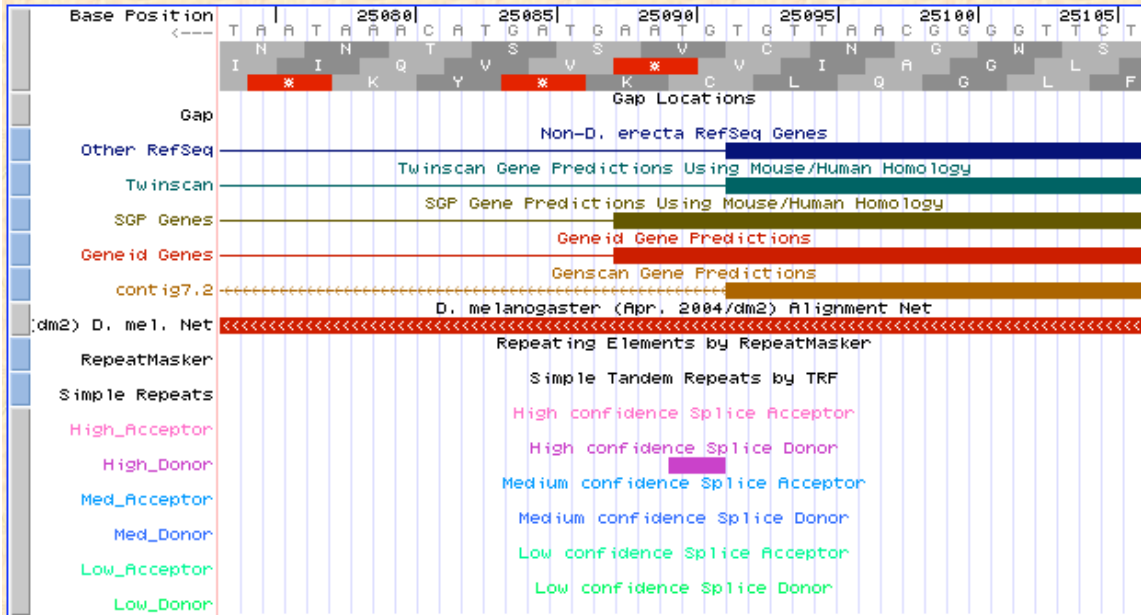 Base Position 25080| 25085| 25090| 25095| 25100| 25105|
<--- T A A T A A A C A T G A T G A A T G T G T T T A A C G G G T T C T
N N T S S V C N G W S
I I Q V V * V I A G L
* K Y * K C L Q G L F
Gap Locations
Gap
Non-D. erecta RefSeq Genes
Other RefSeq
Twinscan Gene Predictions Using Mouse/Human Homology
Twinscan
SGP Gene Predictions Using Mouse/Human Homology
SGP Genes
Geneid Gene Predictions
Geneid Genes
Genscan Gene Predictions
contig7.2
D. melanogaster (Apr. 2004/dm2) Alignment Net
(dm2) D. mel. Net
Repeating Elements by RepeatMasker
RepeatMasker
Simple Tandem Repeats by TRF
Simple Repeats
High confidence Splice Acceptor
High_Acceptor
High confidence Splice Donor
High_Donor
Medium confidence Splice Acceptor
Med_Acceptor
Medium confidence Splice Donor
Med_Donor
Low confidence Splice Acceptor
Low_Acceptor
Low confidence Splice Donor
Low_Donor